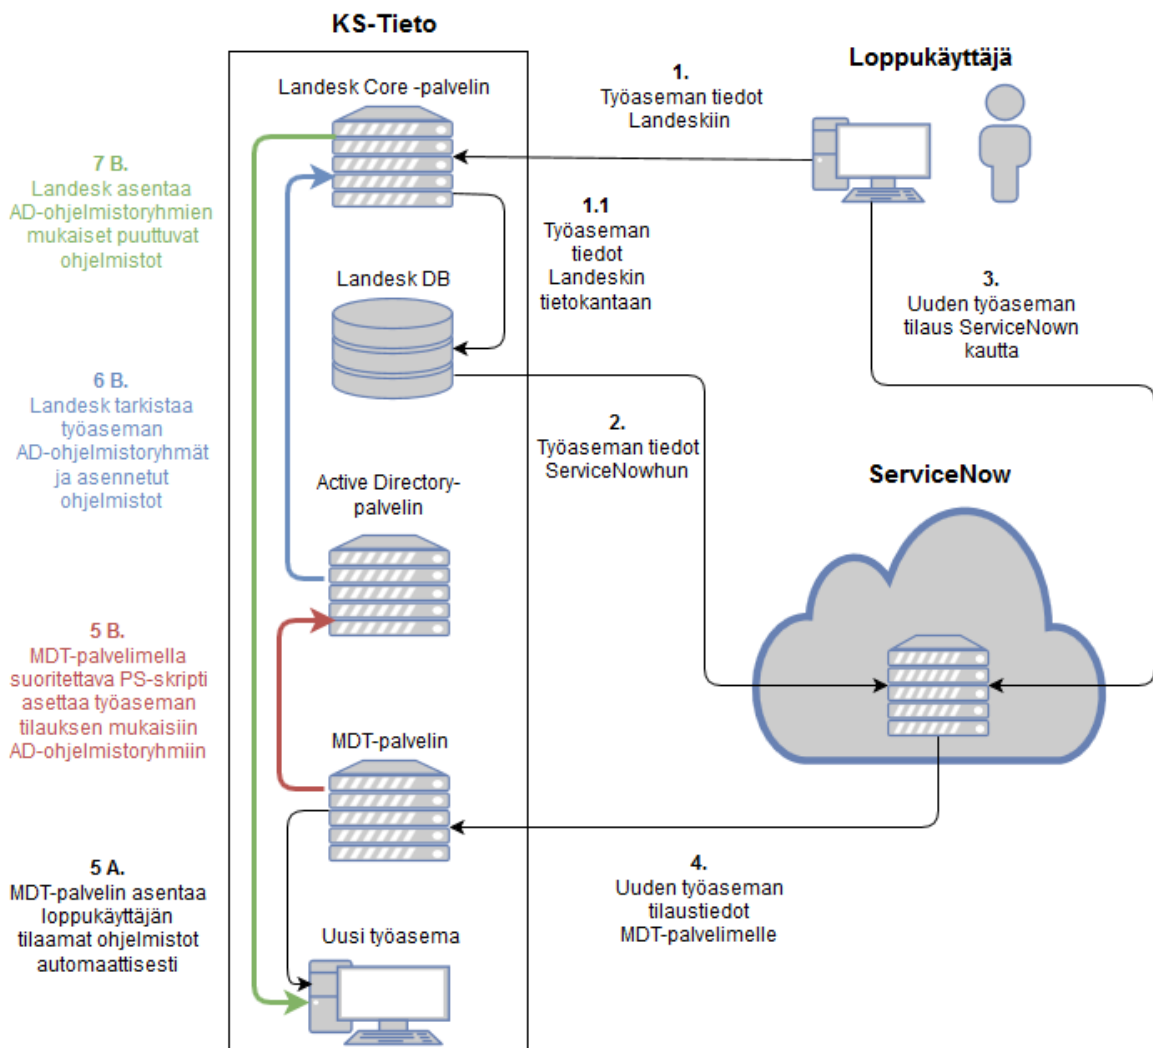 KS-Tieto
Landesk Core -palvelin
Loppukäyttäjä
1.
Työaseman tiedot
Landeskiin
7 B.
Landesk asentaa
AD-ohjelmistoryhmien
mukaiset puuttuvat
ohjelmistot
1.1
Työaseman
tiedot
Landeskin
tietokantaan
Landesk DB
3.
Uuden työaseman
tilaus ServiceNown
kautta
6 B.
Landesk tarkistaa
työaseman
AD-ohjelmistoryhmät
ja asennetut
ohjelmistot
2.
Työaseman tiedot
ServiceNowhun
Active Directory-
palvelin
ServiceNow
5 B.
MDT-palvelimella
suoritettava PS-skripti
asettaa työaseman
tilauksen mukaisiin
AD-ohjelmistoryhmiin
MDT-palvelin
5 A.
MDT-palvelin asentaa
loppukäyttäjän
tilaamat ohjelmistot
automaattisesti
4.
Uuden työaseman
tilaustiedot
MDT-palvelimelle
Uusi työasema